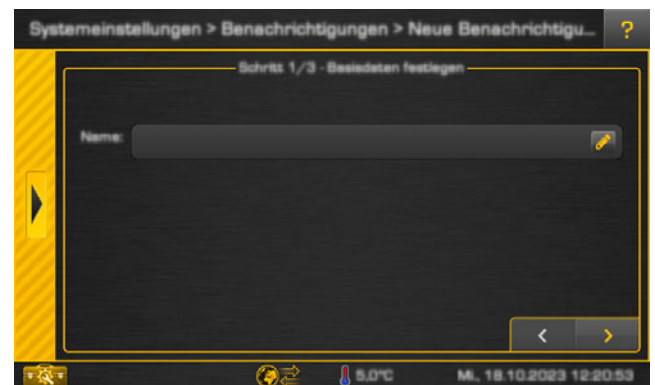 Systemeinstellungen > Benachrichtigungen > Neue Benachrichtigu... ?
Schritt 1/3 - Basisdaten festlegen
Name:
5,0°C
Mi., 18.10.2023 12:20:53